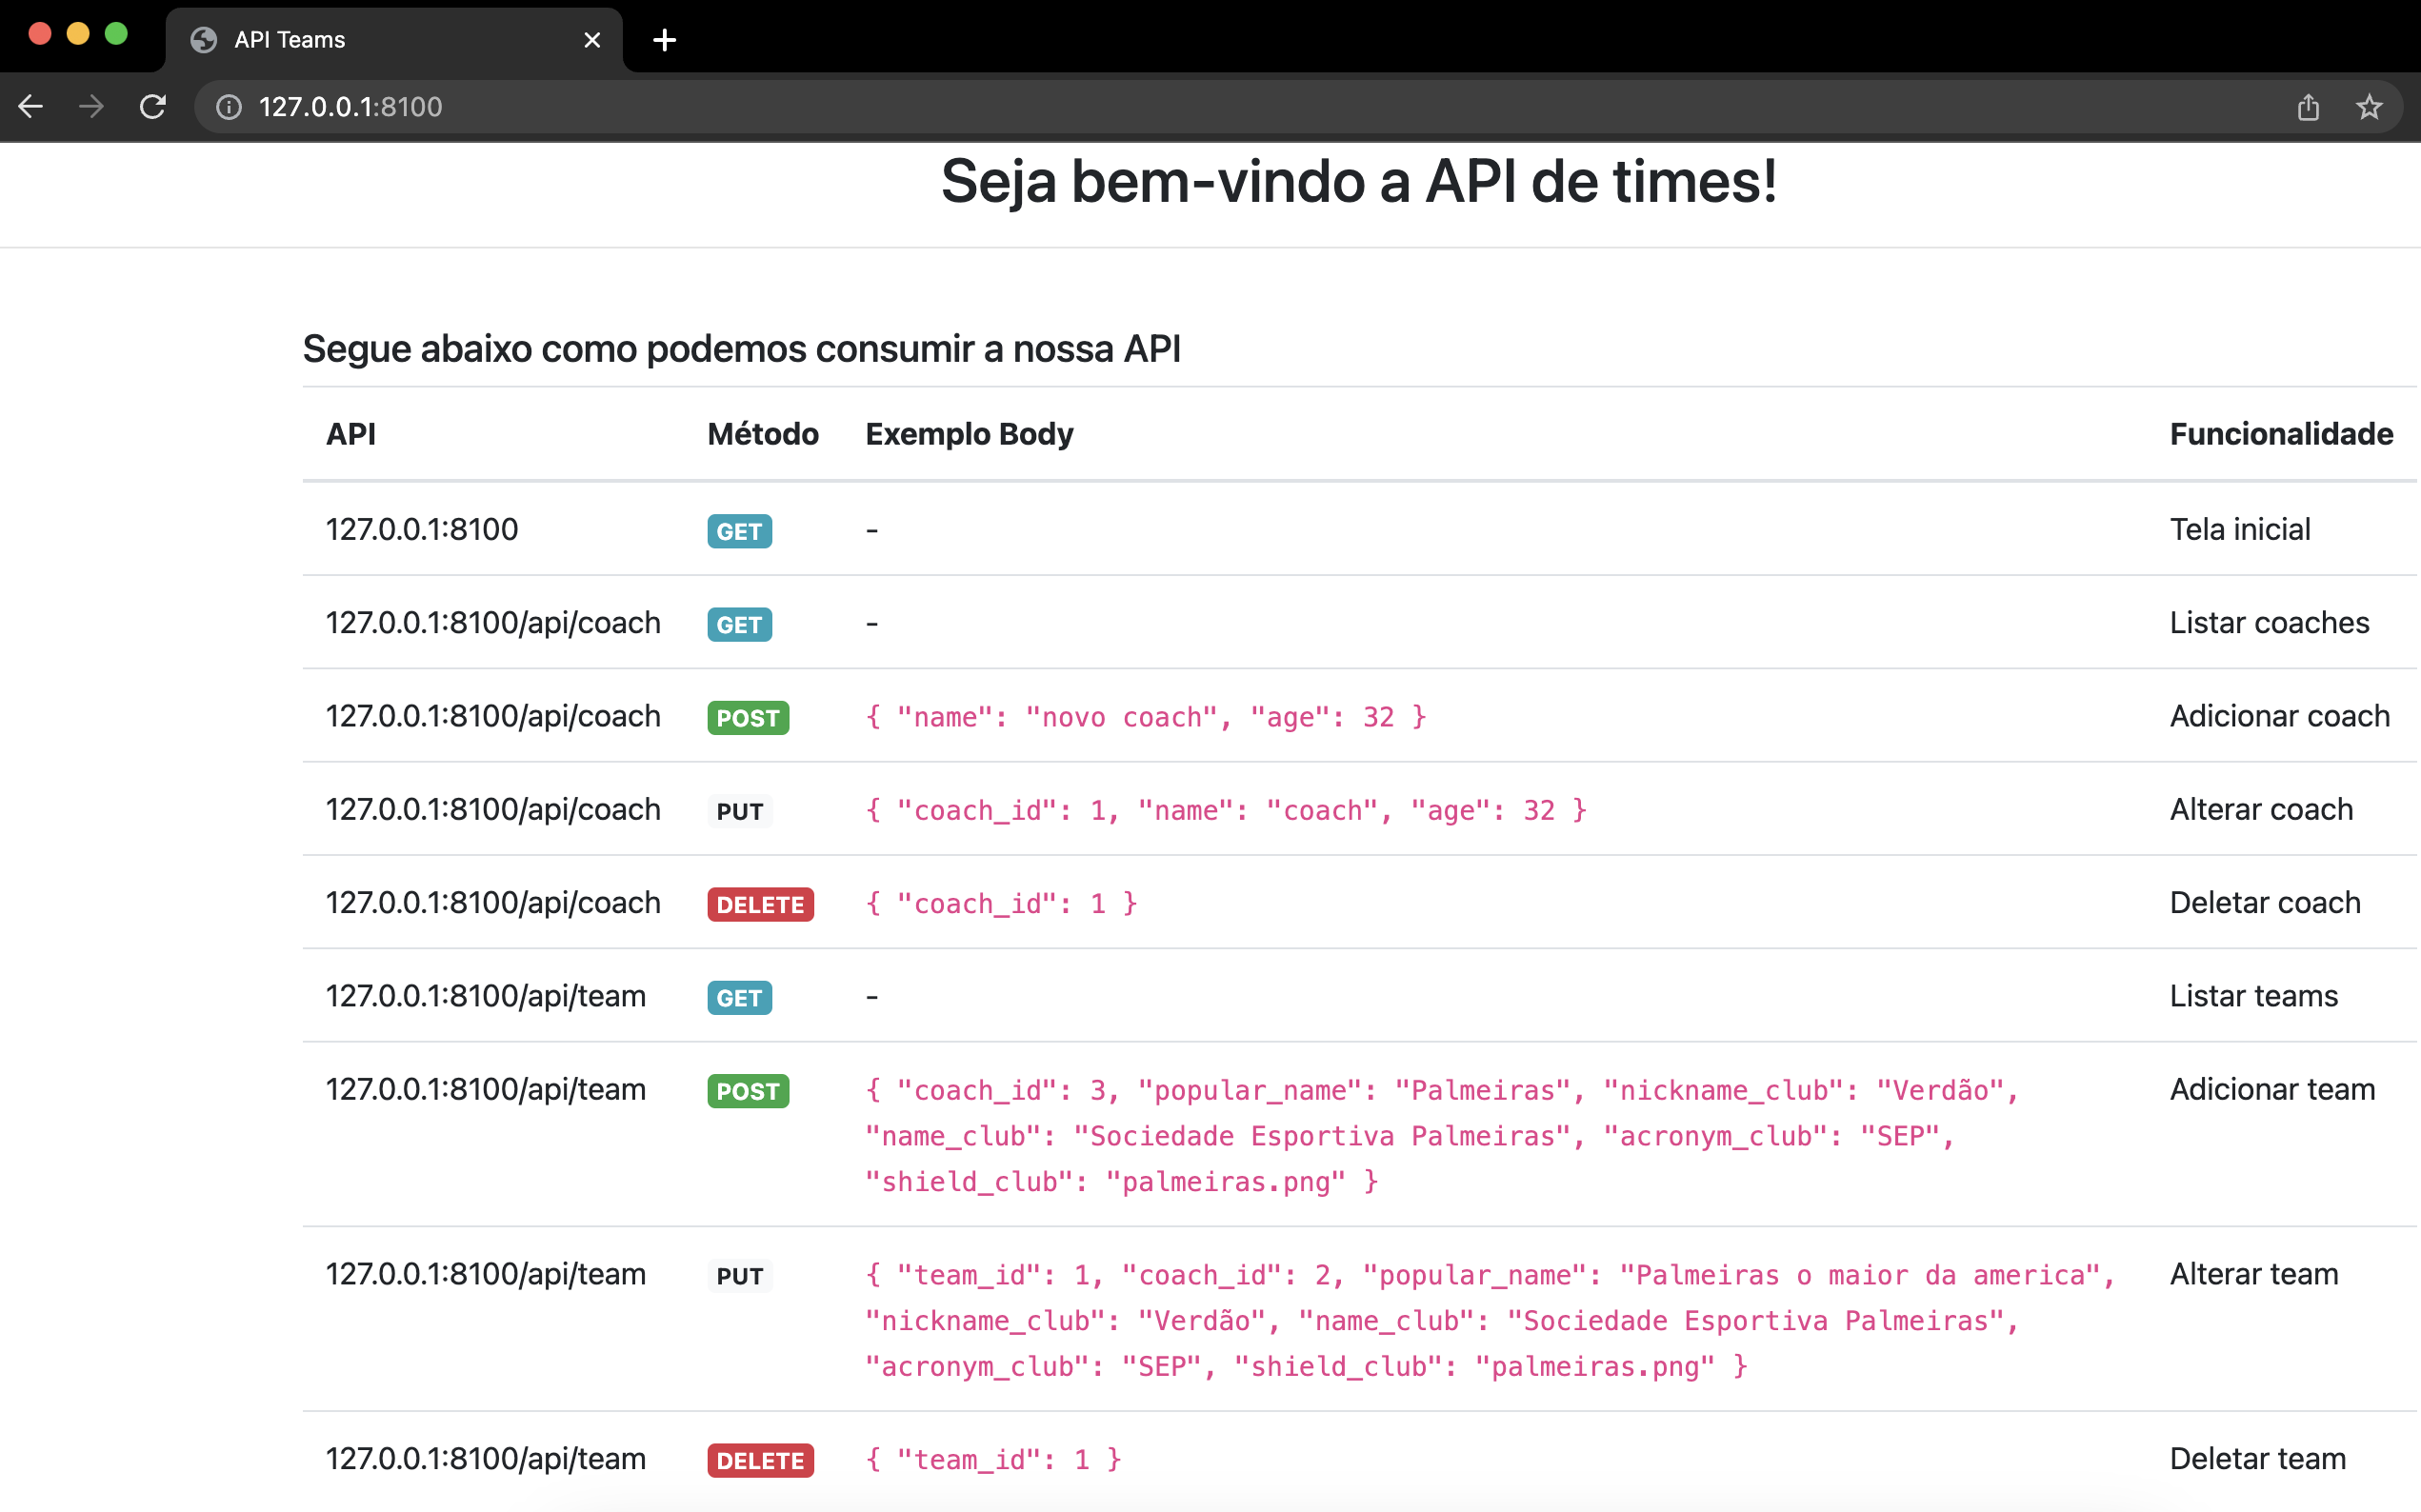 API Teams
127.0.0.1:8100
Seja bem-vindo a API de times!
Segue abaixo como podemos consumir a nossa API
API Método Exemplo Body Funcionalidade
127.0.0.1:8100 GET - Tela inicial
127.0.0.1:8100/api/coach GET - Listar coaches
127.0.0.1:8100/api/coach POST { "name": "novo coach", "age": 32 } Adicionar coach
127.0.0.1:8100/api/coach PUT { "coach_id": 1, "name": "coach", "age": 32 } Alterar coach
127.0.0.1:8100/api/coach DELETE { "coach_id": 1 } Deletar coach
127.0.0.1:8100/api/team GET - Listar teams
127.0.0.1:8100/api/team POST { "coach_id": 3, "popular_name": "Palmeiras", "nickname_club": "Verdão", Adicionar team
"name_club": "Sociedade Esportiva Palmeiras", "acronym_club": "SEP",
"shield_club": "palmeiras.png" }
127.0.0.1:8100/api/team PUT { "team_id": 1, "coach_id": 2, "popular_name": "Palmeiras o maior da america", Alterar team
"nickname_club": "Verdão", "name_club": "Sociedade Esportiva Palmeiras",
"acronym_club": "SEP", "shield_club": "palmeiras.png" }
127.0.0.1:8100/api/team DELETE { "team_id": 1 } Deletar team